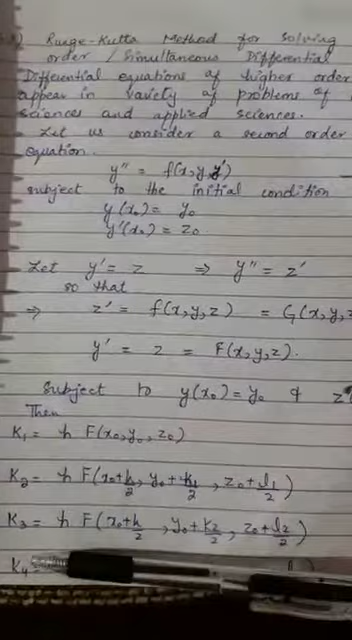 Runge-Kutta Method for Solving
order / Simultaneous Differential
Differential equations of higher order
appear in variety of problems of
sciences and applied sciences.
Let us consider a second order
equation.
y'' = f(x, y, y')
subject to the initial condition
y(x₀) = y₀
y'(x₀) = z₀
Let y' = z ⇒ y'' = z'
so that
⇒ z' = f(x,y,z) = G(x,y,z
y' = z = F(x,y,z).
Subject to y(x₀) = y₀ & z
Then
K₁ = h F(x₀, y₀, z₀)
K₂ = h F(x₀+h/2, y₀+k₁/2, z₀+l₁/2)
K₃ = h F(x₀+h/2, y₀+k₂/2, z₀+l₂/2)
K₄ =